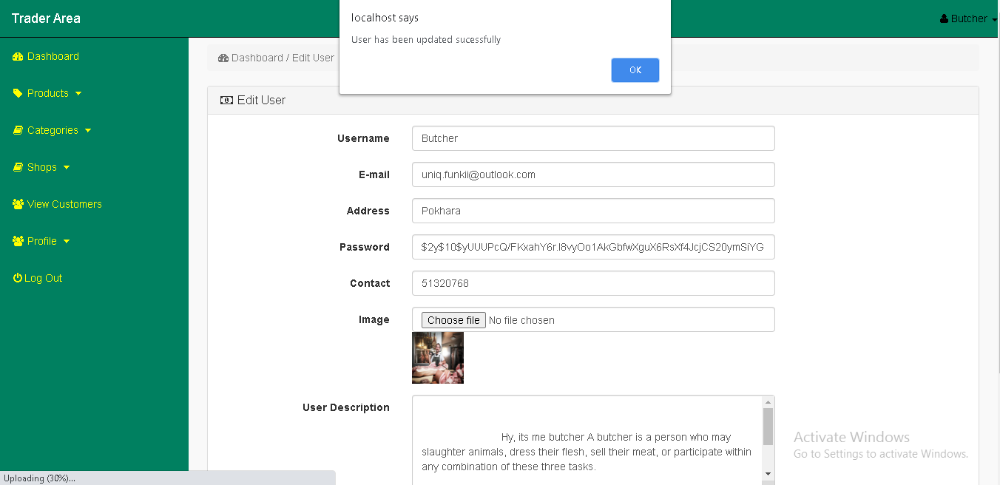 Trader Area
localhost says
User has been updated sucessfully
OK
Butcher
Dashboard
Products
Categories
Shops
View Customers
Profile
Log Out
Dashboard / Edit User
Edit User
Username Butcher
E-mail uniq.funkii@outlook.com
Address Pokhara
Password $2y$10$yUUUPcQ/FKxahY6r.I8vyOo1AkGbfwXguX6RsXf4JcjCS20ymSiYG
Contact 51320768
Image Choose file No file chosen
User Description
Hy, its me butcher A butcher is a person who may
slaughter animals, dress their flesh, sell their meat, or participate within
any combination of these three tasks.
Activate Windows
Go to Settings to activate Windows.
Uploading (30%)...